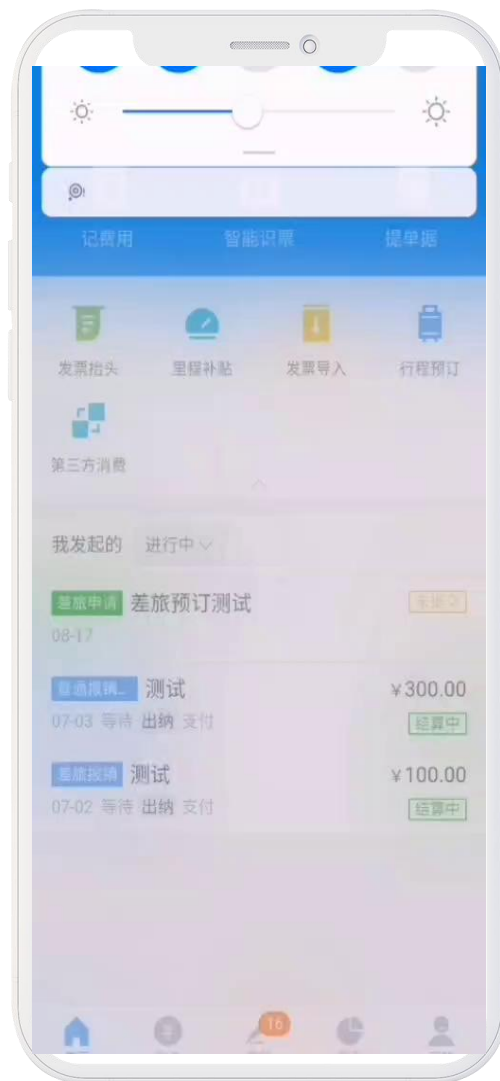 记费用 智能识票 提单据
发票抬头 里程补贴 发票导入 行程预订
第三方消费
我发起的 进行中
差旅申请 差旅预订测试
08-17
测试 ¥300.00
07-03 等待 出纳 支付 结算中
差旅报销 测试 ¥100.00
07-02 等待 出纳 支付 结算中
16